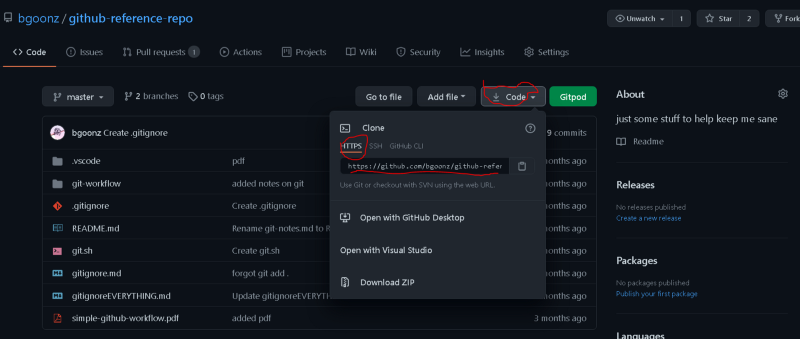 bgoonz / github-reference-repo
Unwatch 1 Star 2 Fork
Code Issues Pull requests 1 Actions Projects Wiki Security Insights Settings
master 2 branches 0 tags Go to file Add file Code Gitpod
About
just some stuff to help keep me sane
Readme
Releases
No releases published
Create a new release
Packages
No packages published
Publish your first package
Languages
bgoonz Create .gitignore 9 commits
.vscode pdf months ago
git-workflow added notes on git months ago
.gitignore Create .gitignore months ago
README.md Rename git-notes.md to months ago
git.sh Create git.sh months ago
gitignore.md forgot git add . months ago
gitignoreEVERYTHING.md Update gitignoreEVERYT months ago
simple-github-workflow.pdf added pdf 3 months ago
Clone
HTTPS SSH GitHub CLI
https://github.com/bgoonz/github-refer
Use Git or checkout with SVN using the web URL.
Open with GitHub Desktop
Open with Visual Studio
Download ZIP